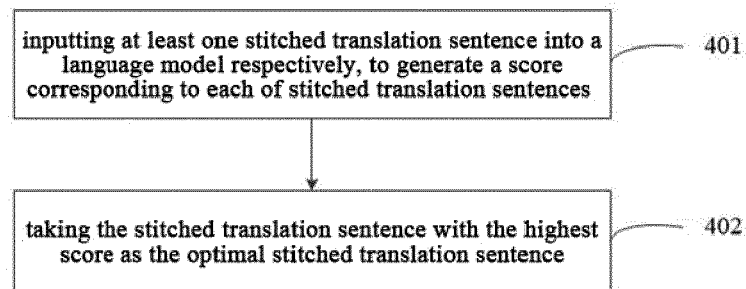 inputting at least one stitched translation sentence into a
language model respectively, to generate a score
corresponding to each of stitched translation sentences
401
taking the stitched translation sentence with the highest
score as the optimal stitched translation sentence
402